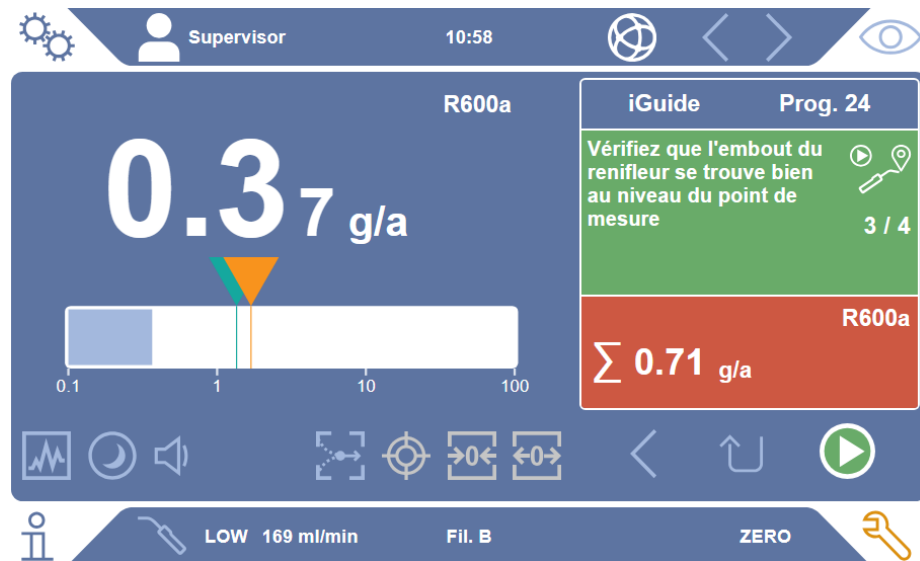 Supervisor 10:58
R600a
0.37 g/a
0.1 1 10 100
iGuide Prog. 24
Vérifiez que l'embout du
renifleur se trouve bien
au niveau du point de
mesure
3 / 4
R600a
∑ 0.71 g/a
→0← ←0→
LOW 169 ml/min Fil. B ZERO